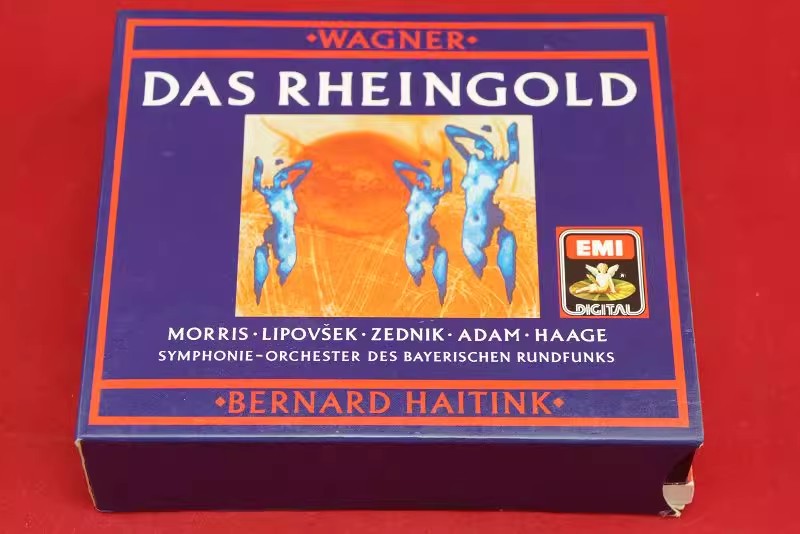 ·WAGNER·
DAS RHEINGOLD
EMI
DIGITAL
MORRIS · LIPOVŠEK · ZEDNIK · ADAM · HAAGE
SYMPHONIE-ORCHESTER DES BAYERISCHEN RUNDFUNKS
·BERNARD HAITINK·